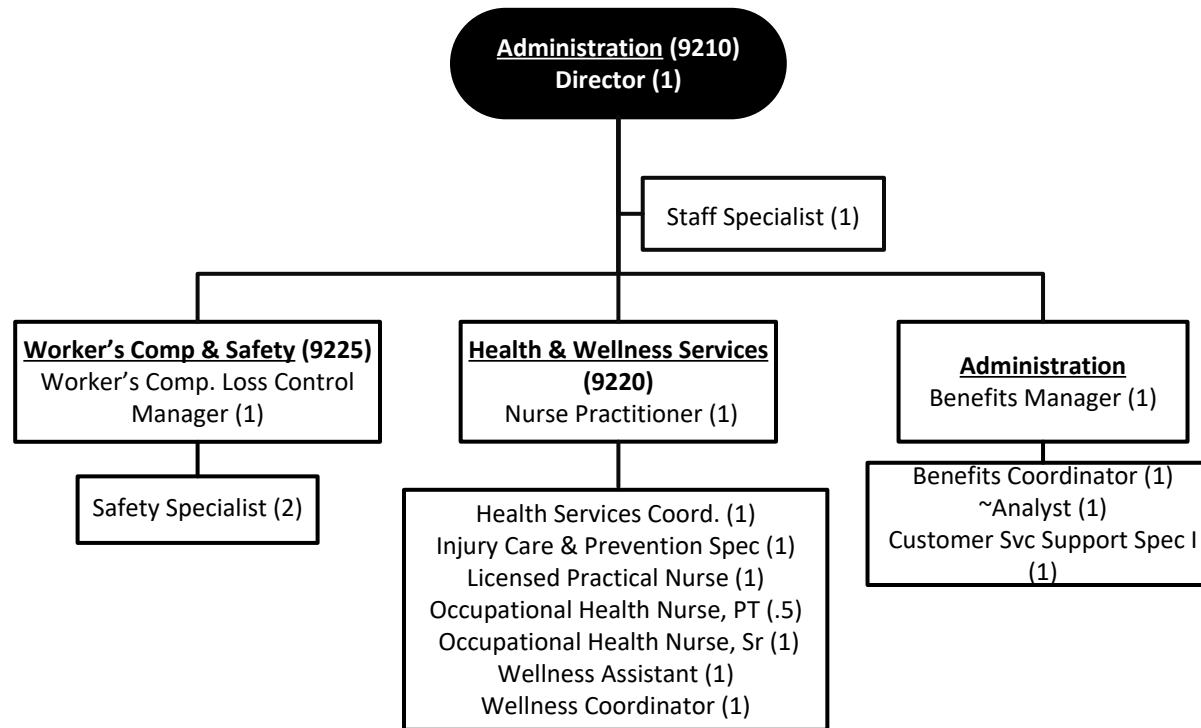 Administration (9210)
Director (1)
Staff Specialist (1)
Worker’s Comp & Safety (9225)
Worker’s Comp. Loss Control
Manager (1)
Safety Specialist (2)
Health & Wellness Services
(9220)
Nurse Practitioner (1)
Health Services Coord. (1)
Injury Care & Prevention Spec (1)
Licensed Practical Nurse (1)
Occupational Health Nurse, PT (.5)
Occupational Health Nurse, Sr (1)
Wellness Assistant (1)
Wellness Coordinator (1)
Administration
Benefits Manager (1)
Benefits Coordinator (1)
~Analyst (1)
Customer Svc Support Spec I
(1)